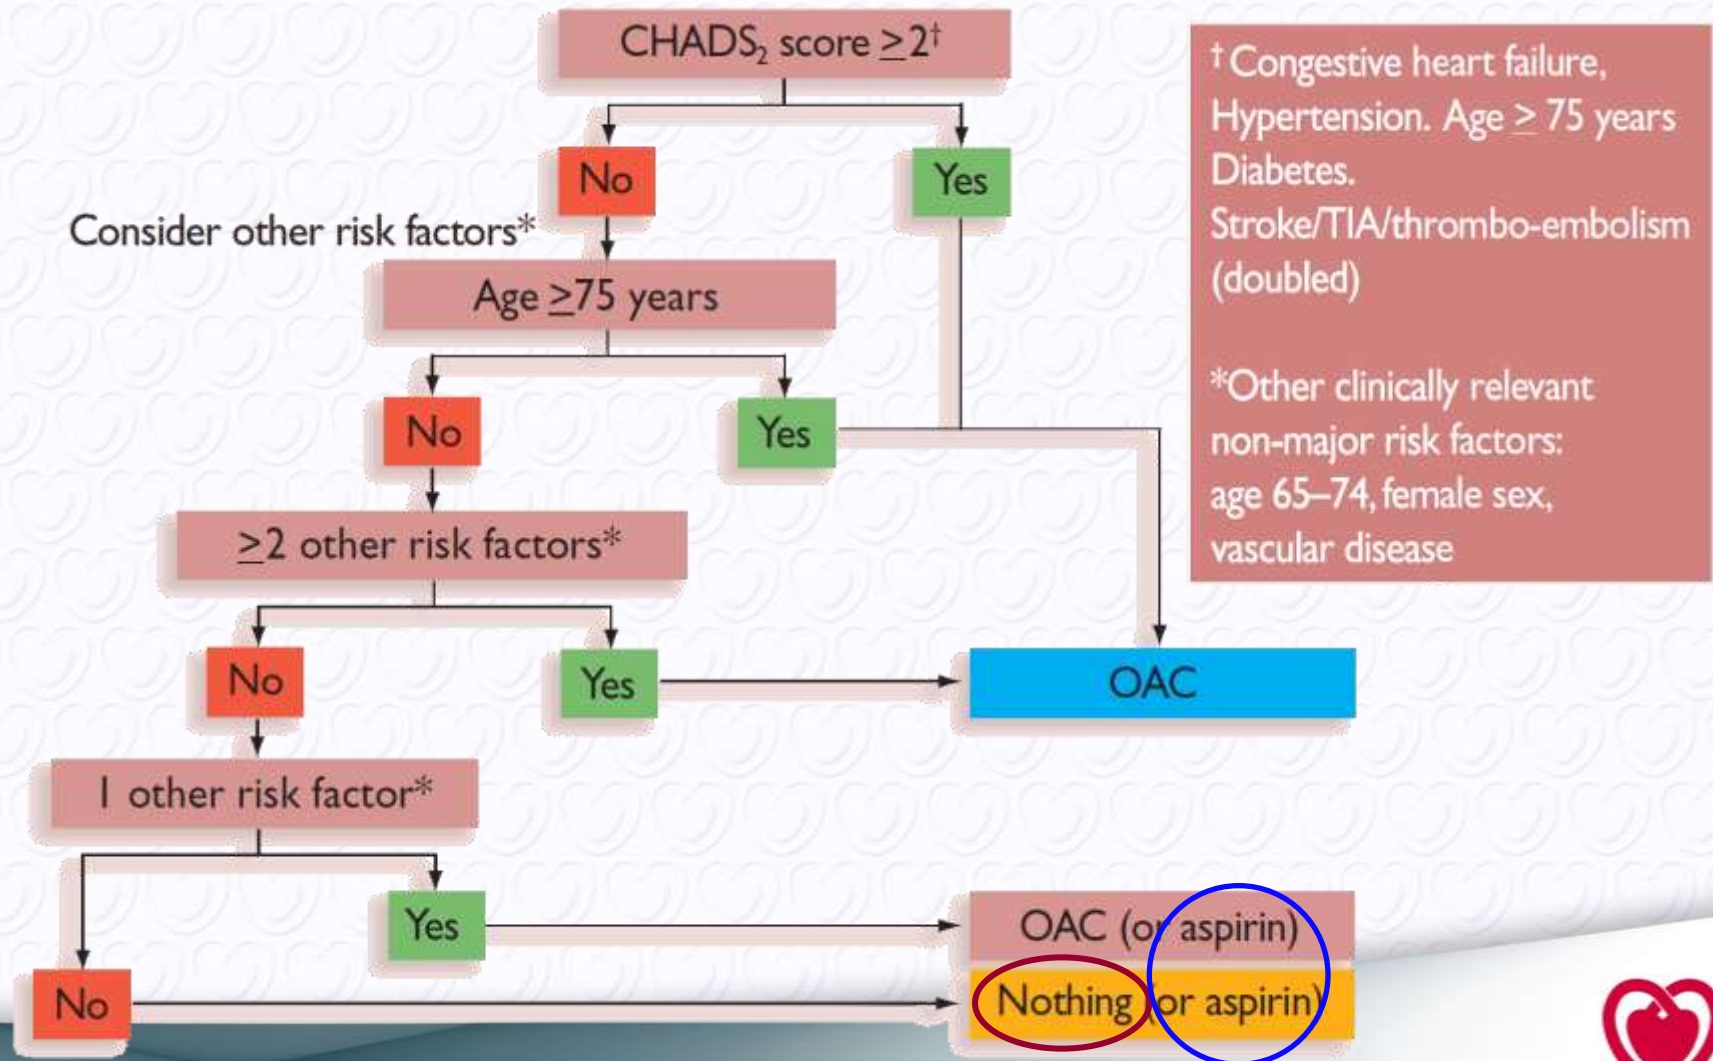 CHADS₂ score ≥2†
No
Yes
Consider other risk factors*
Age ≥75 years
No
Yes
≥2 other risk factors*
No
Yes
OAC
1 other risk factor*
Yes
OAC (or aspirin)
No
Nothing (or aspirin)
† Congestive heart failure,
Hypertension. Age ≥ 75 years
Diabetes.
Stroke/TIA/thrombo-embolism
(doubled)
*Other clinically relevant
non-major risk factors:
age 65–74, female sex,
vascular disease